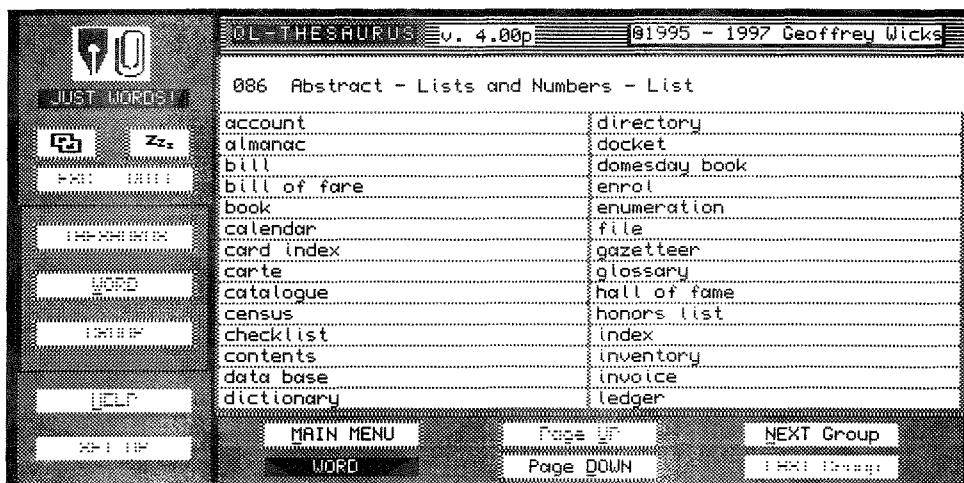 QL-THESAURUS v. 4.00p @1995 - 1997 Geoffrey Wicks
JUST WORDS!
086 Abstract - Lists and Numbers - List
account directory
almanac docket
bill domesday book
bill of fare enrol
book enumeration
calendar file
card index gazetteer
carte glossary
catalogue hall of fame
census honors list
checklist index
contents inventory
data base invoice
dictionary ledger
Zzz
THESAURUS
WORD
GROUP
HELP
MAIN MENU Page UP NEXT Group
WORD Page DOWN